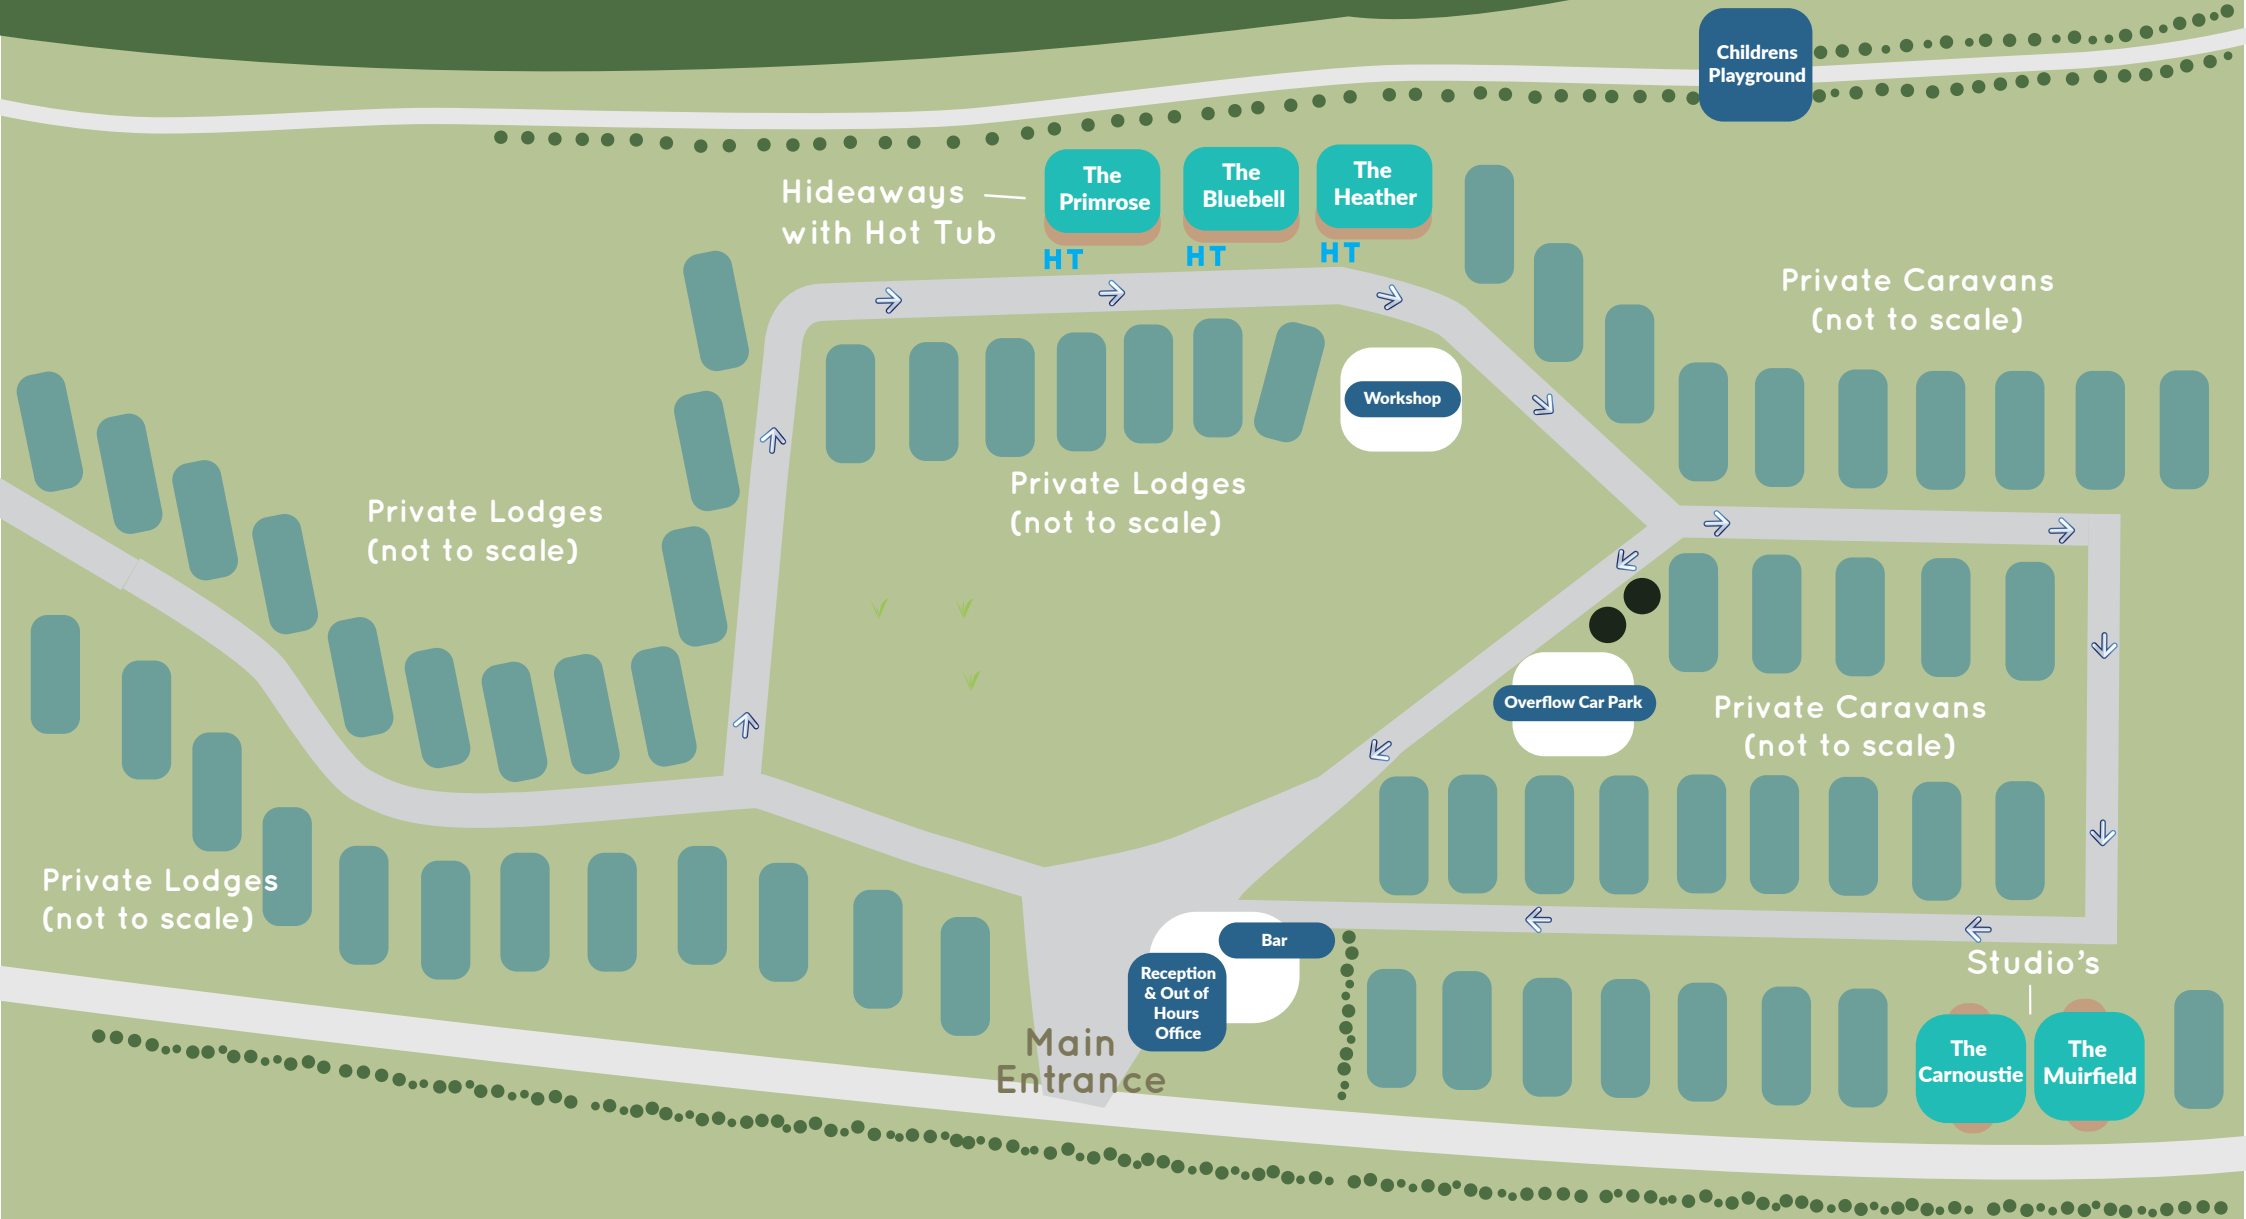 Childrens
Playground
Hideaways
with Hot Tub
The
Primrose
HT
The
Bluebell
HT
The
Heather
HT
Private Caravans
(not to scale)
Workshop
Private Lodges
(not to scale)
Private Lodges
(not to scale)
Overflow Car Park
Private Caravans
(not to scale)
Private Lodges
(not to scale)
Bar
Reception
& Out of
Hours
Office
Main
Entrance
Studio's
The
Carnoustie
The
Muirfield